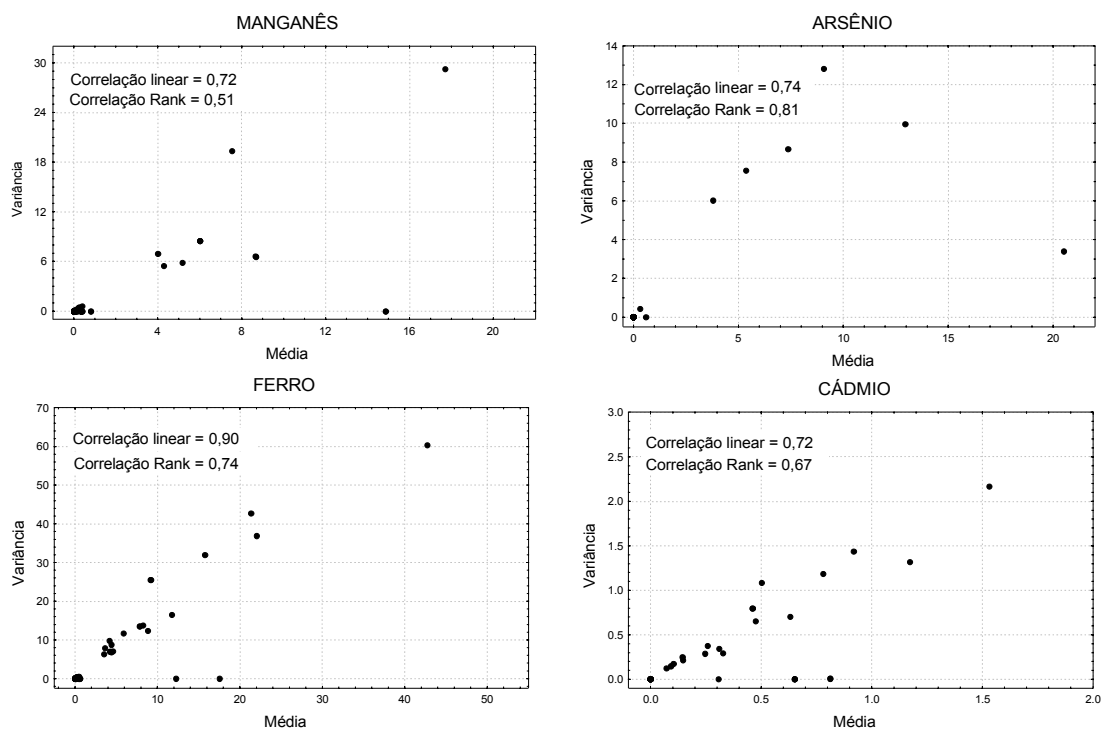 MANGANÊS
Correlação linear = 0,72
Correlação Rank = 0,51
Variância
30
24
18
12
6
0
0
4
8
12
16
20
Média
ARSÊNIO
Correlação linear = 0,74
Correlação Rank = 0,81
Variância
14
12
10
8
6
4
2
0
0
5
10
15
20
Média
FERRO
Correlação linear = 0,90
Correlação Rank = 0,74
Variância
70
60
50
40
30
20
10
0
0
10
20
30
40
50
Média
CÁDMIO
Correlação linear = 0,72
Correlação Rank = 0,67
Variância
3.0
2.5
2.0
1.5
1.0
0.5
0.0
0.0
0.5
1.0
1.5
2.0
Média